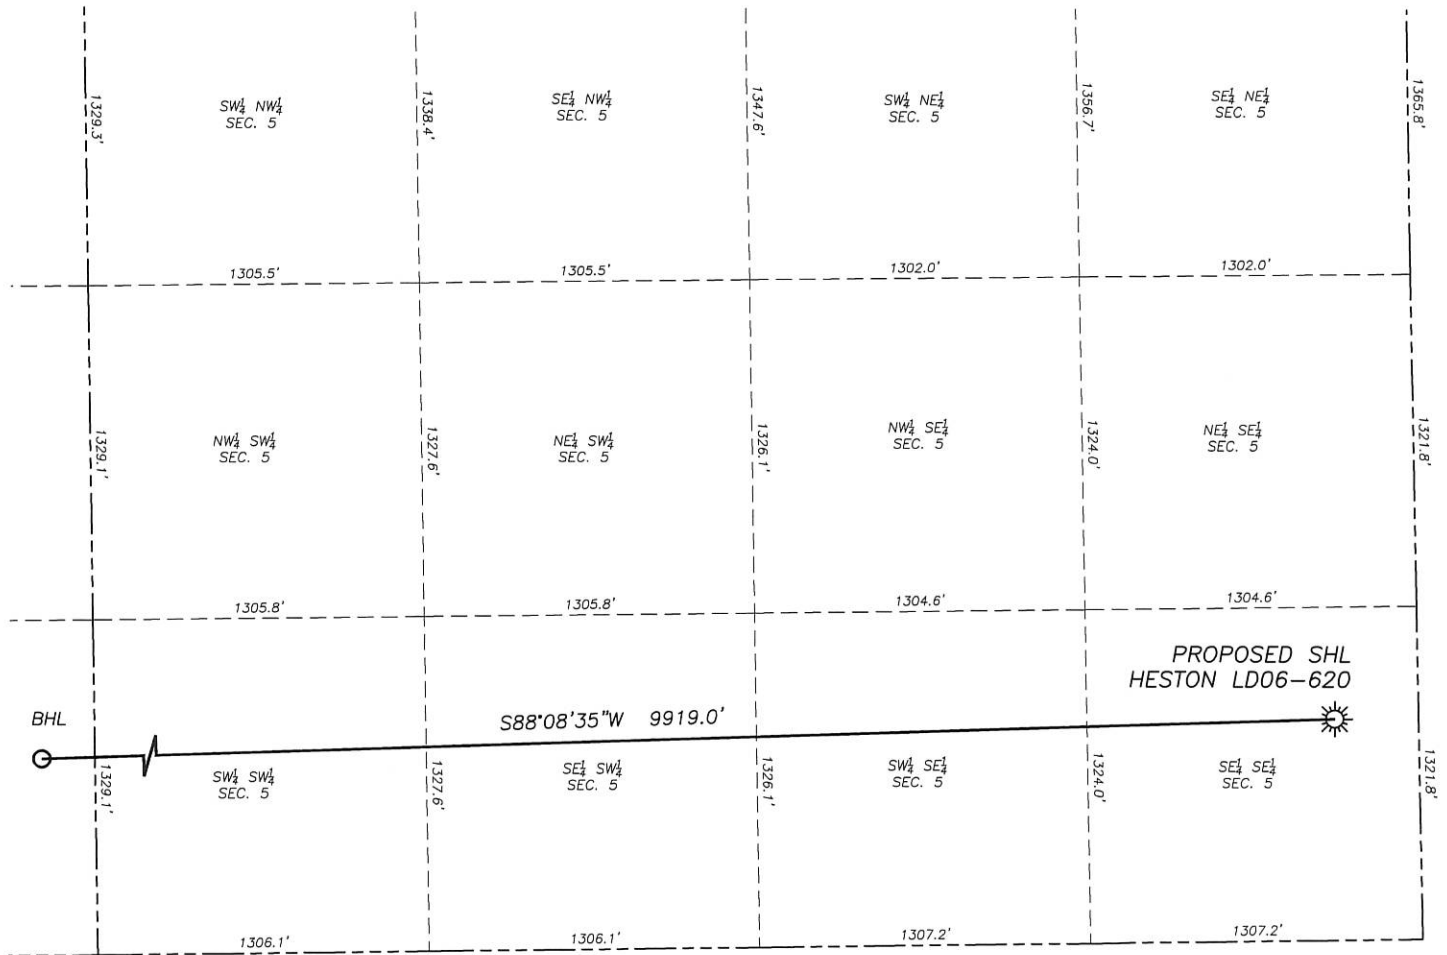 1329.3'
SW¼ NW¼
SEC. 5
1338.4'
SE¼ NW¼
SEC. 5
1347.6'
SW¼ NE¼
SEC. 5
1356.7'
SE¼ NE¼
SEC. 5
1365.8'
1305.5'
1305.5'
1302.0'
1302.0'
1329.1'
NW¼ SW¼
SEC. 5
1327.6'
NE¼ SW¼
SEC. 5
1326.1'
NW¼ SE¼
SEC. 5
1324.0'
NE¼ SE¼
SEC. 5
1321.8'
1305.8'
1305.8'
1304.6'
1304.6'
PROPOSED SHL
HESTON LD06-620
BHL
S88°08'35"W 9919.0'
1329.1'
SW¼ SW¼
SEC. 5
1327.6'
SE¼ SW¼
SEC. 5
1326.1'
SW¼ SE¼
SEC. 5
1324.0'
SE¼ SE¼
SEC. 5
1321.8'
1306.1'
1306.1'
1307.2'
1307.2'